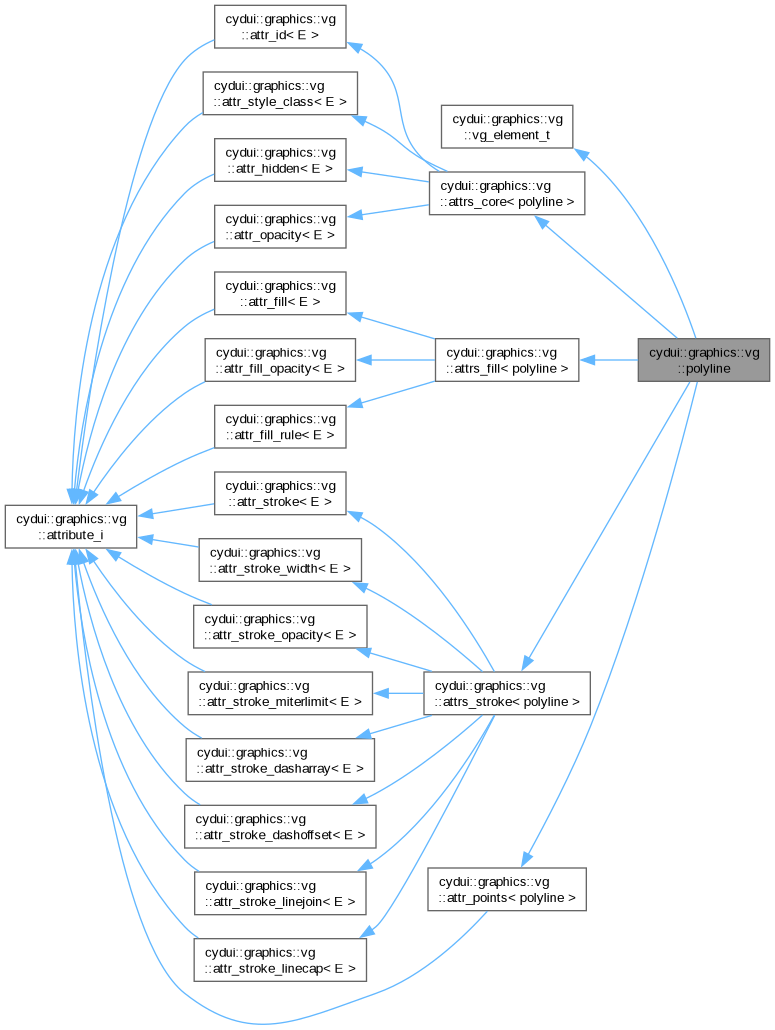 cydui::graphics::vg
::attr_id< E >
cydui::graphics::vg
::attr_style_class< E >
cydui::graphics::vg
::vg_element_t
cydui::graphics::vg
::attr_hidden< E >
cydui::graphics::vg
::attrs_core< polyline >
cydui::graphics::vg
::attr_opacity< E >
cydui::graphics::vg
::attr_fill< E >
cydui::graphics::vg
::attr_fill_opacity< E >
cydui::graphics::vg
::attrs_fill< polyline >
cydui::graphics::vg
::polyline
cydui::graphics::vg
::attr_fill_rule< E >
cydui::graphics::vg
::attr_stroke< E >
cydui::graphics::vg
::attribute_i
cydui::graphics::vg
::attr_stroke_width< E >
cydui::graphics::vg
::attr_stroke_opacity< E >
cydui::graphics::vg
::attr_stroke_miterlimit< E >
cydui::graphics::vg
::attrs_stroke< polyline >
cydui::graphics::vg
::attr_stroke_dasharray< E >
cydui::graphics::vg
::attr_stroke_dashoffset< E >
cydui::graphics::vg
::attr_stroke_linejoin< E >
cydui::graphics::vg
::attr_points< polyline >
cydui::graphics::vg
::attr_stroke_linecap< E >